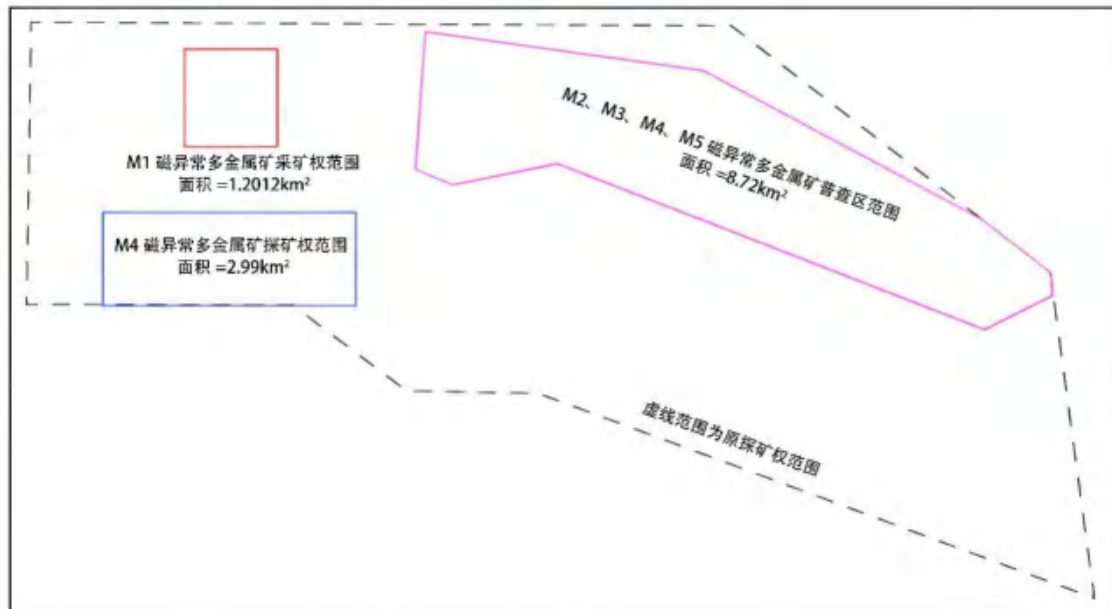 M1 磁异常多金属矿采矿权范围
面积 =1.2012km²
M4 磁异常多金属矿探矿权范围
面积 =2.99km²
M2、M3、M4、M5 磁异常多金属矿普查区范围
面积 =8.72km²
虚线范围为原探矿权范围